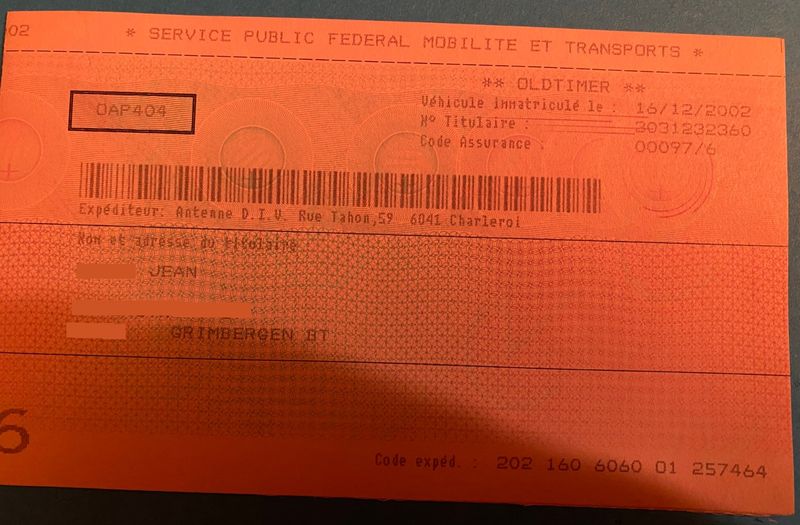 02
* SERVICE PUBLIC FEDERAL MOBILITE ET TRANSPORTS *
** OLDTIMER **
OAP404
Véhicule immatriculé le : 16/12/2002
N° Titulaire : 2031232360
Code Assurance : 00097/6
Expéditeur: Antenne D.I.V. Rue Tahon,59 6041 Charleroi
Nom et adresse du titulaire
JEAN
GRIMBERGEN BT
6
Code expéd. : 202 160 6060 01 257464